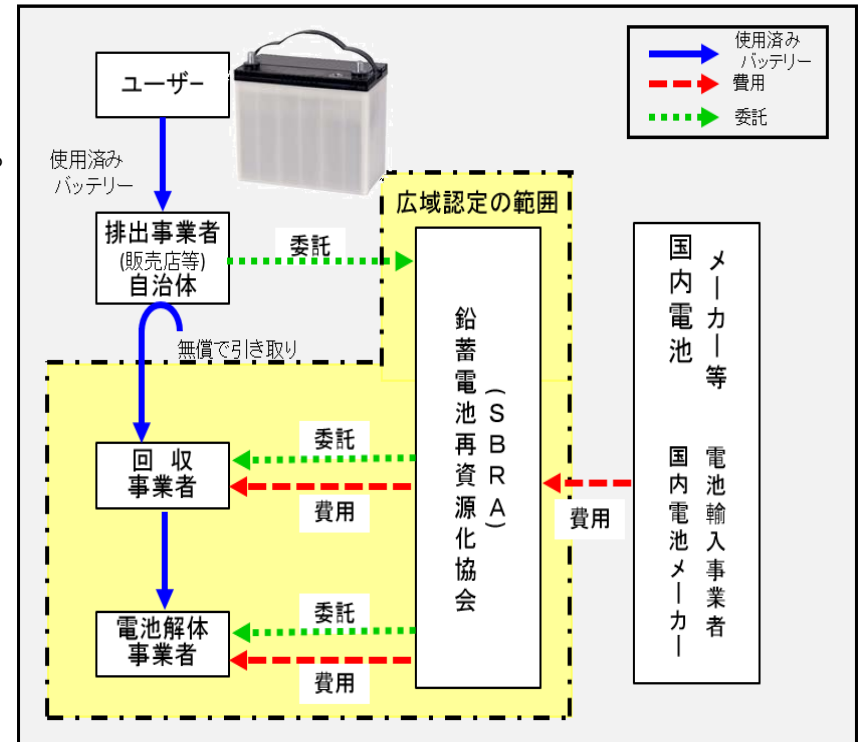 ユーザー
使用済み
バッテリー
費用
委託
使用済み
バッテリー
広域認定の範囲
排出事業者
(販売店等)
自治体
委託
無償で引き取り
鉛蓄電池再資源化協会
(SBRA)
国内電池
メーカー等
電池輸入事業者
国内電池メーカー
回収
事業者
委託
費用
費用
電池解体
事業者
委託
費用